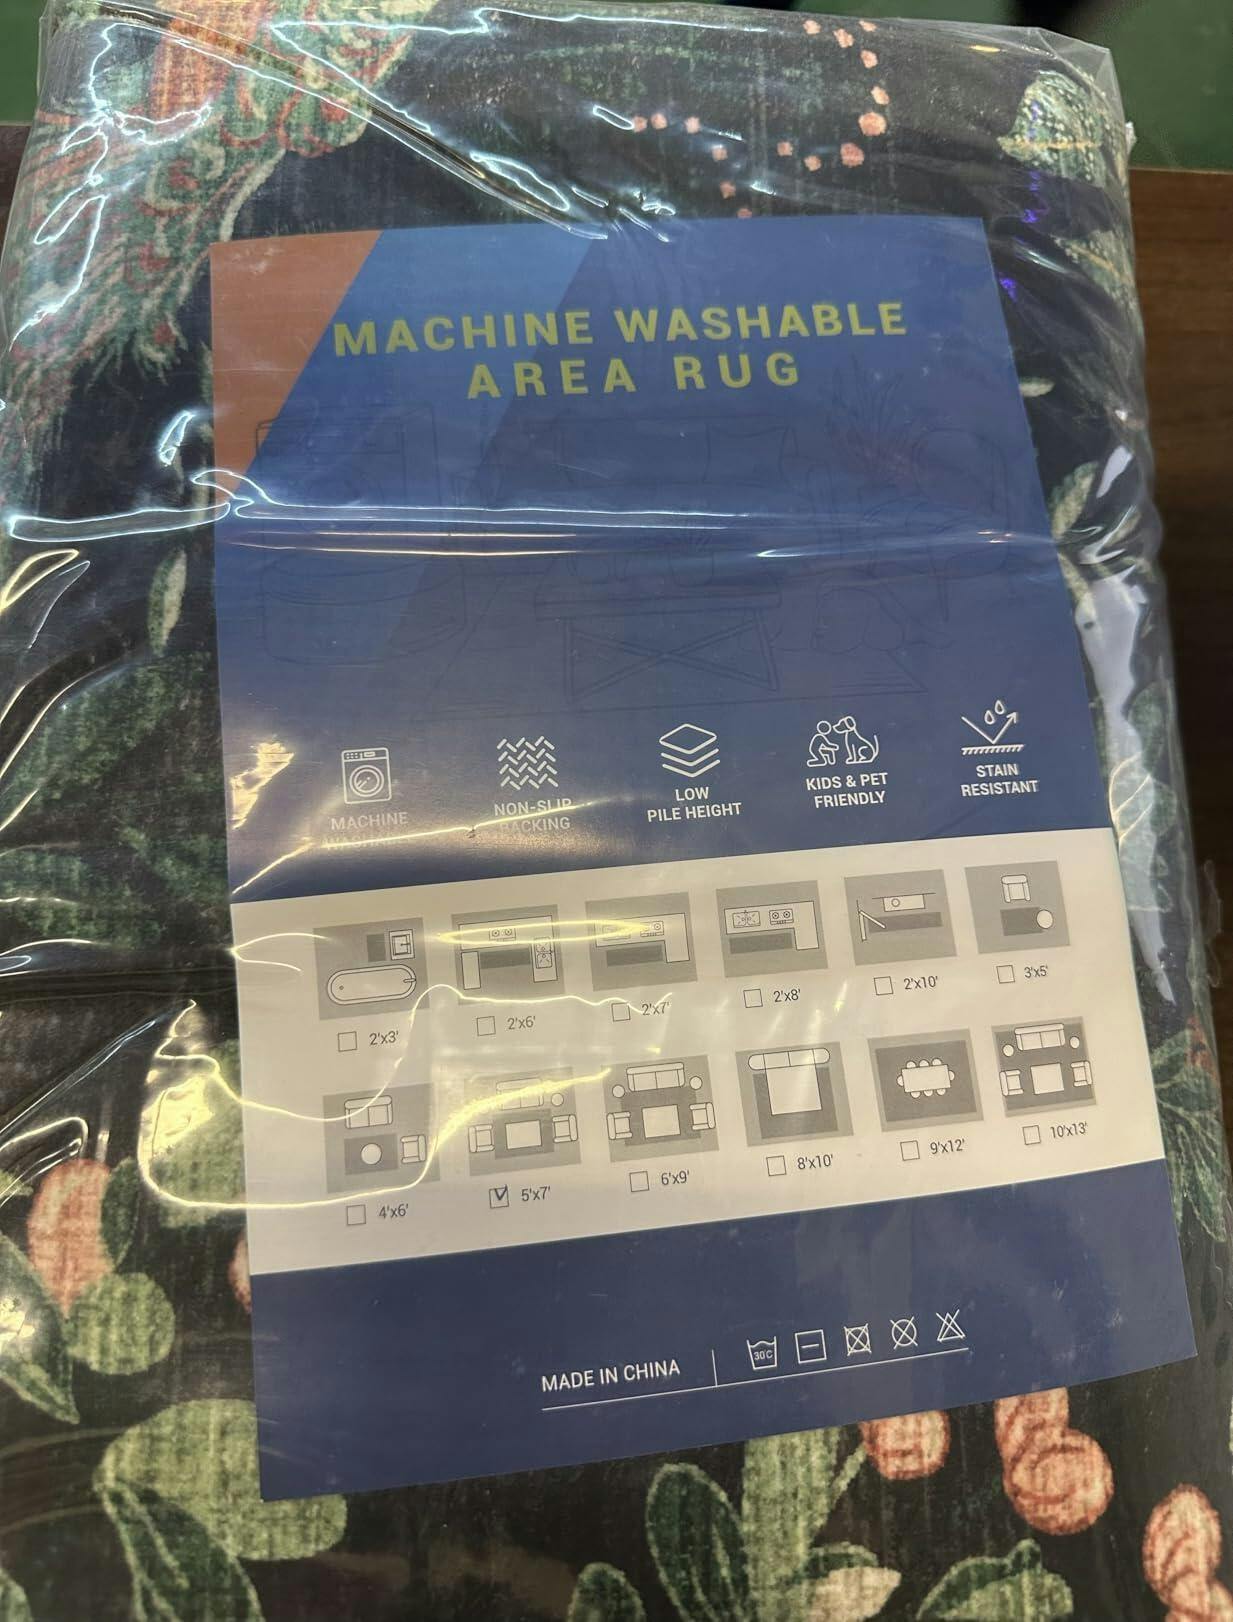 MACHINE WASHABLE
AREA RUG
MACHINE
WASHABLE
NON-SLIP
BACKING
LOW
PILE HEIGHT
KIDS & PET
FRIENDLY
STAIN
RESISTANT
2'x3'
2'x6'
2'x7'
2'x8'
2'x10'
3'x5'
4'x6'
5'x7'
6'x9'
8'x10'
9'x12'
10'x13'
MADE IN CHINA
30°C